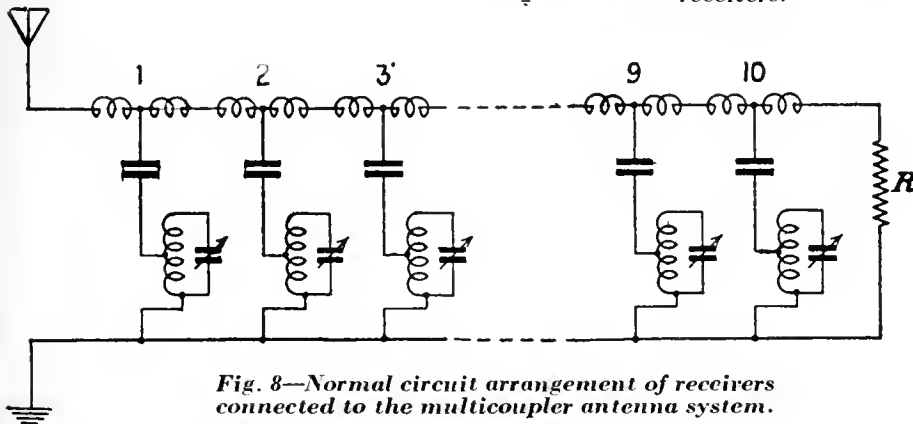 receivers.
1 2 3 9 10
R
Fig. 8—Normal circuit arrangement of receivers
connected to the multicoupler antenna system.